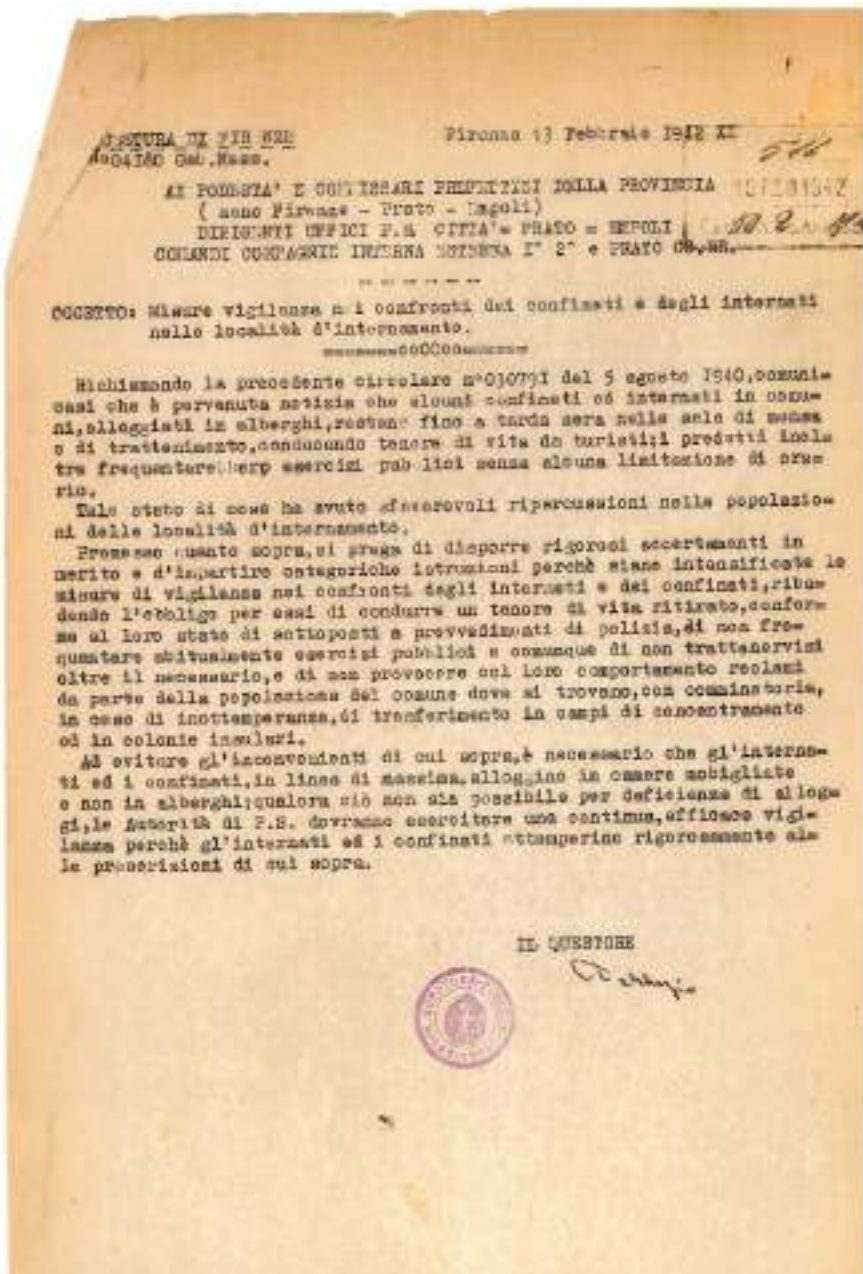 QUESTURA DI FIRENZE Firenze 13 Febbraio 1942 XX
N°04180 Gab.Mass.
AI PODESTA' E COMMISSARI PREFETTIZI DELLA PROVINCIA
( meno Firenze - Prato - Empoli)
DIRIGENTI UFFICI P.S. CITTA'= PRATO = EMPOLI
COMANDI COMPAGNIE INTERNA ESTERNA I^ 2^ e PRATO CC.RR.
OGGETTO: Misure vigilanza nei confronti dei confinati e degli internati
nelle località d'internamento.
=======ooOOoo=======
Richiamando la precedente circolare n°030791 del 5 agosto 1940,comuni=
casi che è pervenuta notizia che alcuni confinati ed internati in comu=
ni,alloggiati in alberghi,restano fino a tarda sera nelle sale di mensa
o di trattenimento,conducendo tenore di vita da turisti;i predetti inol=
tre frequenterebbero esercizi pubblici senza alcuna limitazione di ora=
rio.
Tale stato di cose ha avuto sfavorevoli ripercussioni nelle popolazio=
ni delle località d'internamento.
Premesso quanto sopra,si prega di disporre rigorosi accertamenti in
merito e d'impartire categoriche istruzioni perchè siano intensificate le
misure di vigilanza nei confronti degli internati e dei confinati,riba=
dendo l'obbligo per essi di condurre un tenore di vita ritirato,confor=
me al loro stato di sottoposti a provvedimenti di polizia,di non fre=
quentare abitualmente esercizi pubblici e comunque di non trattenervisi
oltre il necessario,e di non provocare col loro comportamento reclami
da parte della popolazione del comune dove si trovano,con comminatoria,
in caso di inottemperanza,di trasferimento in campi di concentramento
od in colonie insulari.
Ad evitare gl'inconvenienti di cui sopra,è necessario che gl'interna=
ti ed i confinati,in linea di massima,alloggino in camere mobigliate
e non in alberghi;qualora ciò non sia possibile per deficienza di allog=
gi,le Autorità di P.S. dovranno esercitare una continua,efficace vigi=
lanza perchè gl'internati ed i confinati ottemperino rigorosamente al=
le prescrizioni di cui sopra.
IL QUESTORE